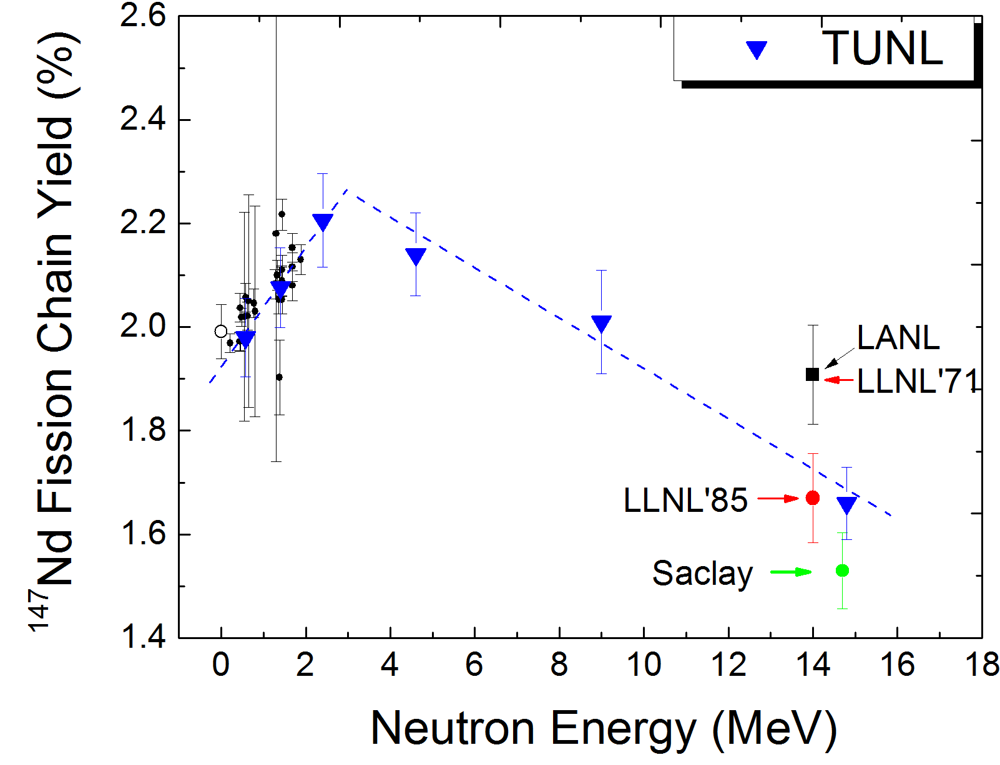 2.6
TUNL
2.4
2.2
2.0
1.8
1.6
1.4
¹⁴⁷Nd Fission Chain Yield (%)
LANL
LLNL'71
LLNL'85
Saclay
0 2 4 6 8 10 12 14 16 18
Neutron Energy (MeV)